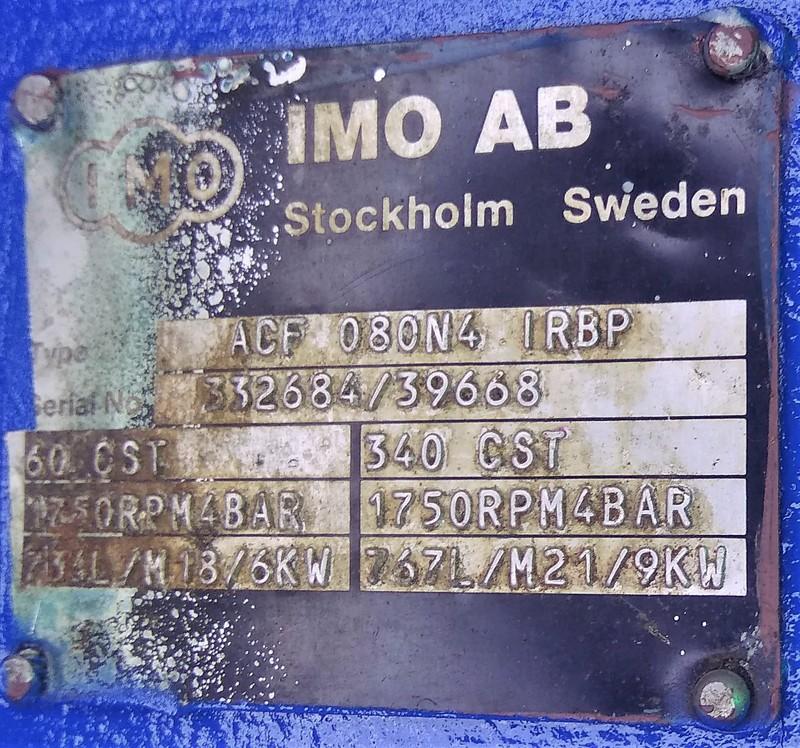 IMO
IMO AB
Stockholm Sweden
Type ACF 080N4 IRBP
Serial No. 332684/39668
60 CST 340 CST
1750RPM4BAR 1750RPM4BAR
L/M18/6KW 767L/M21/9KW